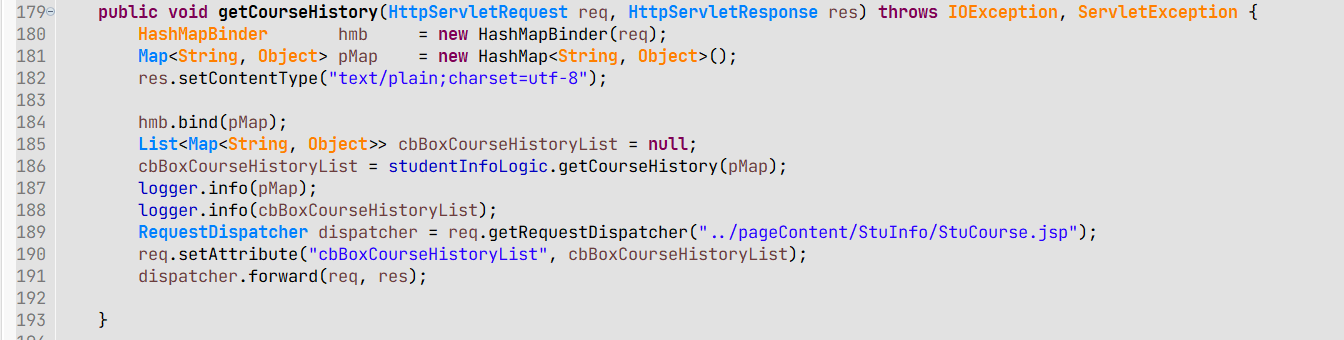 179 public void getCourseHistory(HttpServletRequest req, HttpServletResponse res) throws IOException, ServletException {
180 HashMapBinder hmb = new HashMapBinder(req);
181 Map<String, Object> pMap = new HashMap<String, Object>();
182 res.setContentType("text/plain;charset=utf-8");
183
184 hmb.bind(pMap);
185 List<Map<String, Object>> cbBoxCourseHistoryList = null;
186 cbBoxCourseHistoryList = studentInfoLogic.getCourseHistory(pMap);
187 logger.info(pMap);
188 logger.info(cbBoxCourseHistoryList);
189 RequestDispatcher dispatcher = req.getRequestDispatcher("../pageContent/StuInfo/StuCourse.jsp");
190 req.setAttribute("cbBoxCourseHistoryList", cbBoxCourseHistoryList);
191 dispatcher.forward(req, res);
192
193 }